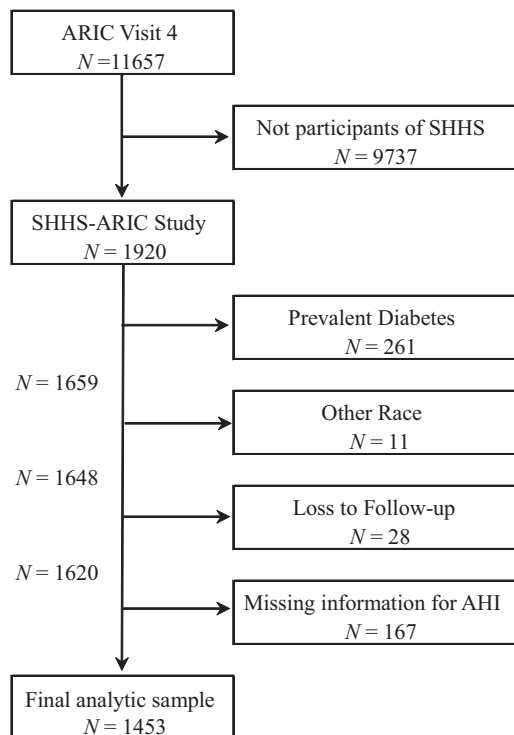 ARIC Visit 4
N =11657
Not participants of SHHS
N = 9737
SHHS-ARIC Study
N = 1920
Prevalent Diabetes
N = 261
N = 1659
Other Race
N = 11
N = 1648
Loss to Follow-up
N = 28
N = 1620
Missing information for AHI
N = 167
Final analytic sample
N = 1453